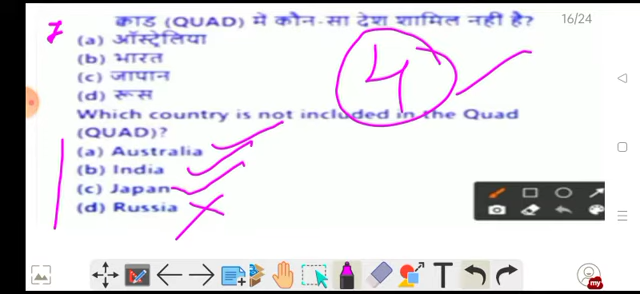 7 क्वाड (QUAD) में कौन-सा देश शामिल नहीं है? 16/24
(a) ऑस्ट्रेलिया
(b) भारत
(c) जापान
(d) रूस
4
Which country is not included in the Quad
(QUAD)?
(a) Australia
(b) India
(c) Japan
(d) Russia
T
my